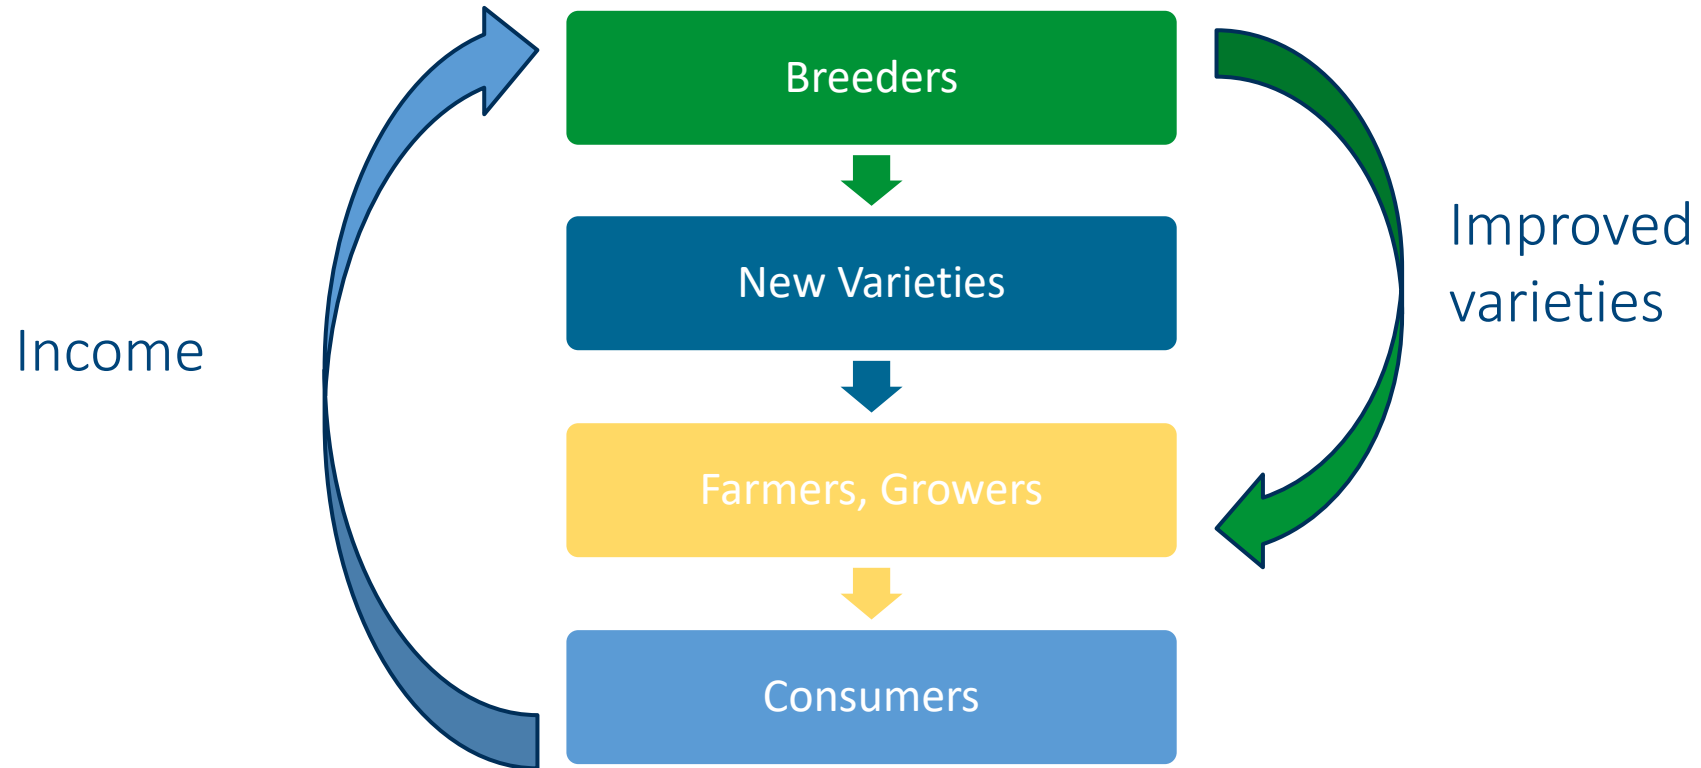 Breeders
Improved
varieties
New Varieties
Income
Farmers, Growers
Consumers